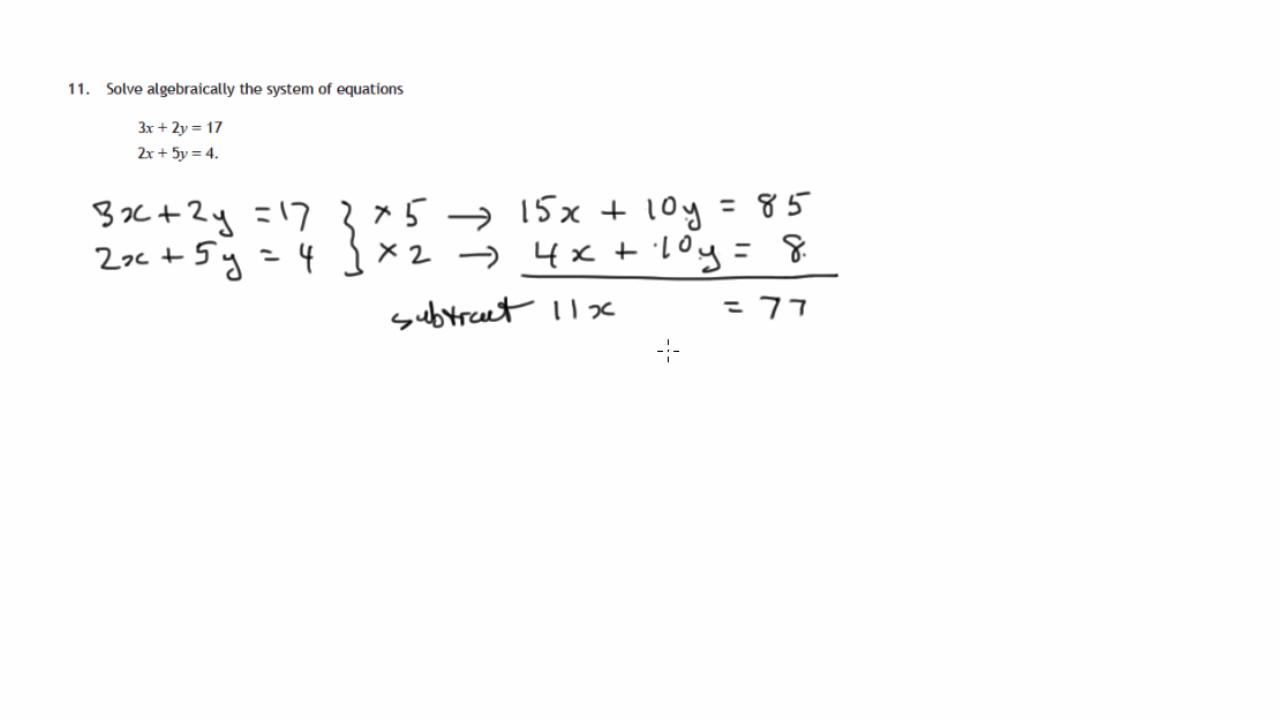 11. Solve algebraically the system of equations
3x + 2y = 17
2x + 5y = 4.
3x + 2y = 17 } × 5 → 15x + 10y = 85
2x + 5y = 4 } × 2 → 4x + 10y = 8
subtract 11x = 77